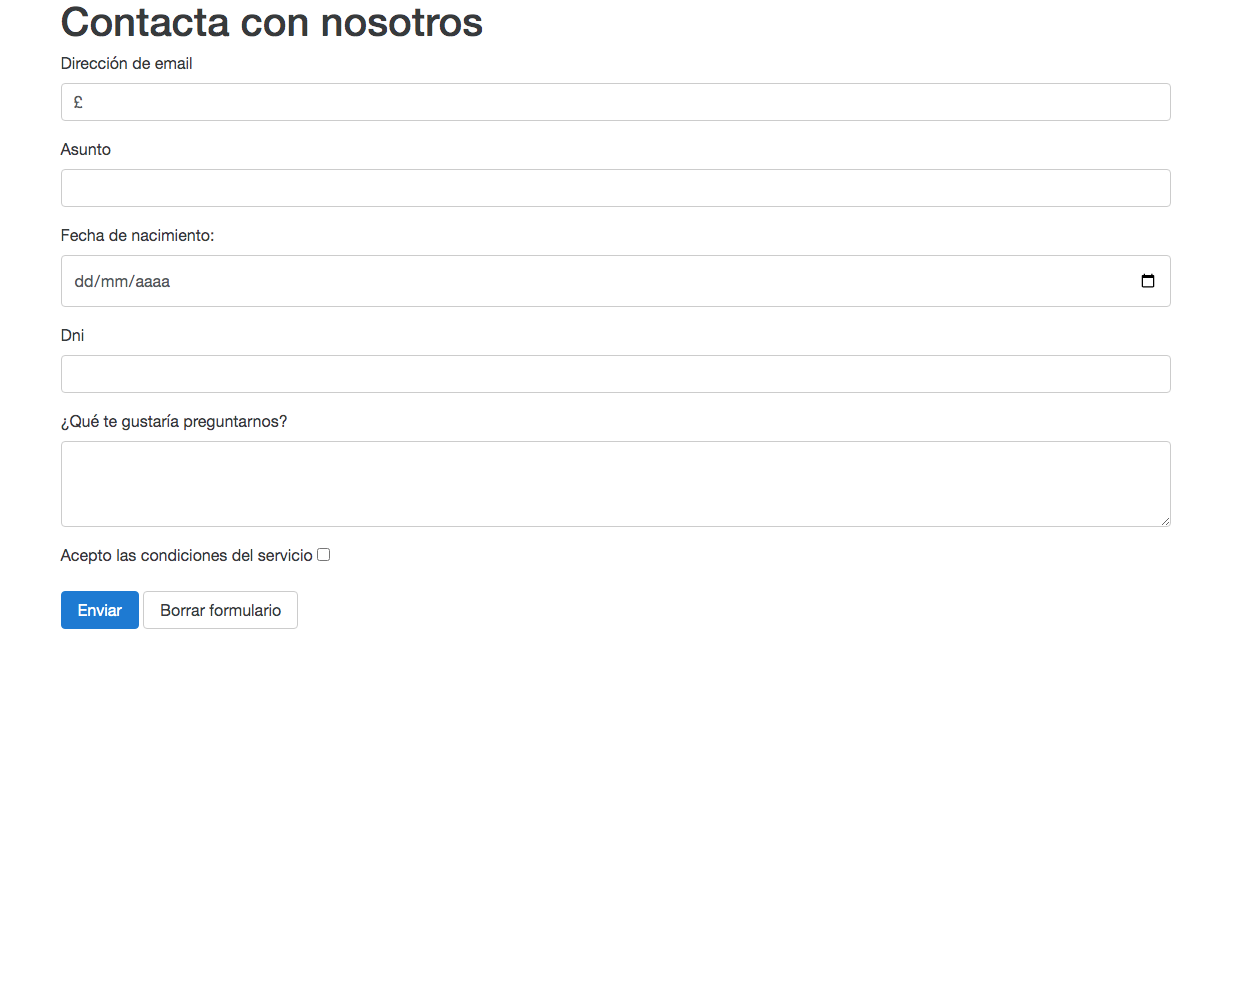 Contacta con nosotros
Dirección de email
£
Asunto
Fecha de nacimiento:
dd/mm/aaaa
Dni
¿Qué te gustaría preguntarnos?
Acepto las condiciones del servicio
Enviar Borrar formulario